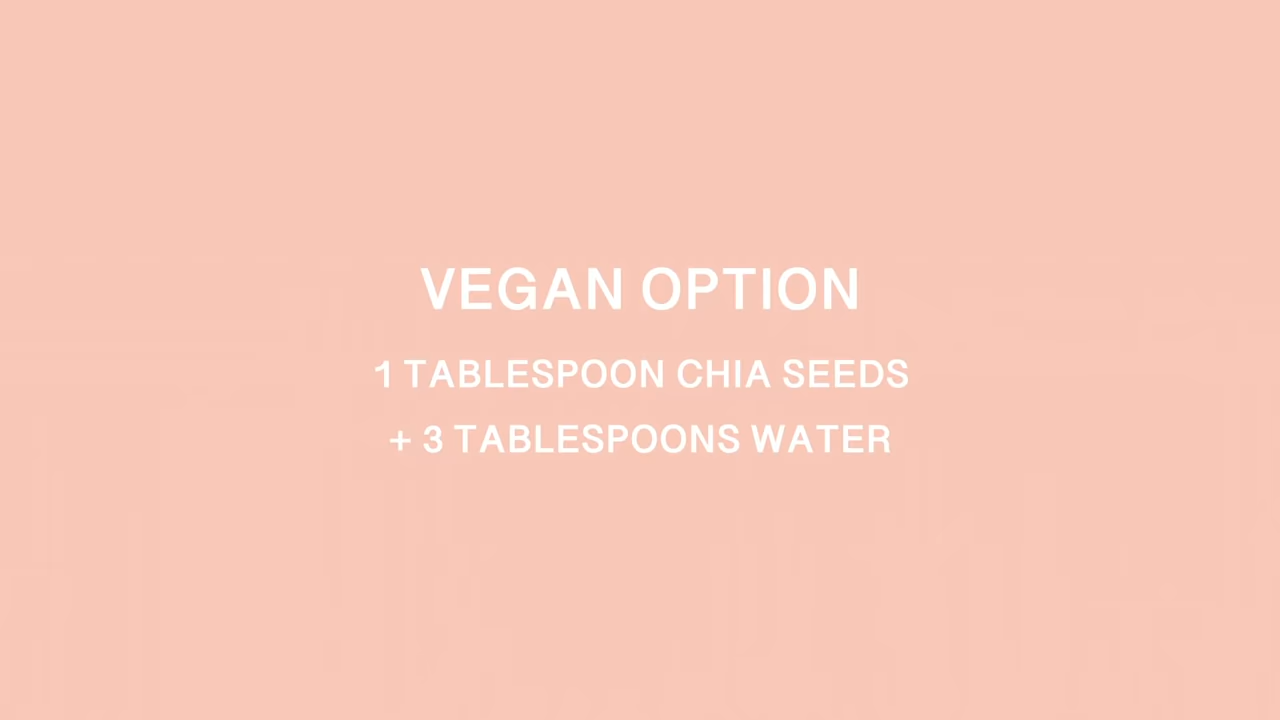 VEGAN OPTION
1 TABLESPOON CHIA SEEDS
+ 3 TABLESPOONS WATER